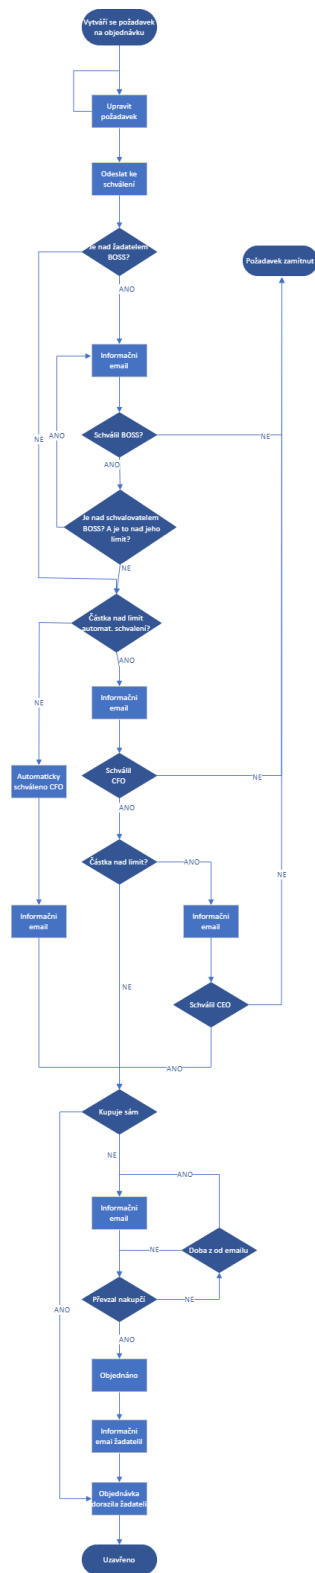 Vytváří se požadavek
na objednávku
Upravit
požadavek
Odeslat ke
schválení
Je nad žadatelem
BOSS?
Požadavek zamítnut
ANO
Informační
email
NE
ANO
Schválil BOSS?
NE
ANO
Je nad schvalovatelem
BOSS? A je to nad jeho
limit?
NE
Částka nad limit
automat. schvalení?
ANO
NE
Informační
email
Automaticky
schváleno CFO
Schválil
CFO
NE
ANO
Částka nad limit?
ANO
NE
Informační
email
Informační
email
NE
Schválil CEO
ANO
Kupuje sám
NE
ANO
Informační
email
NE
Doba z od emailu
Převzal nakupčí
NE
ANO
ANO
Objednáno
Informační
emai žadatelil
Objednávka
dorazila žadateli
Uzavřeno